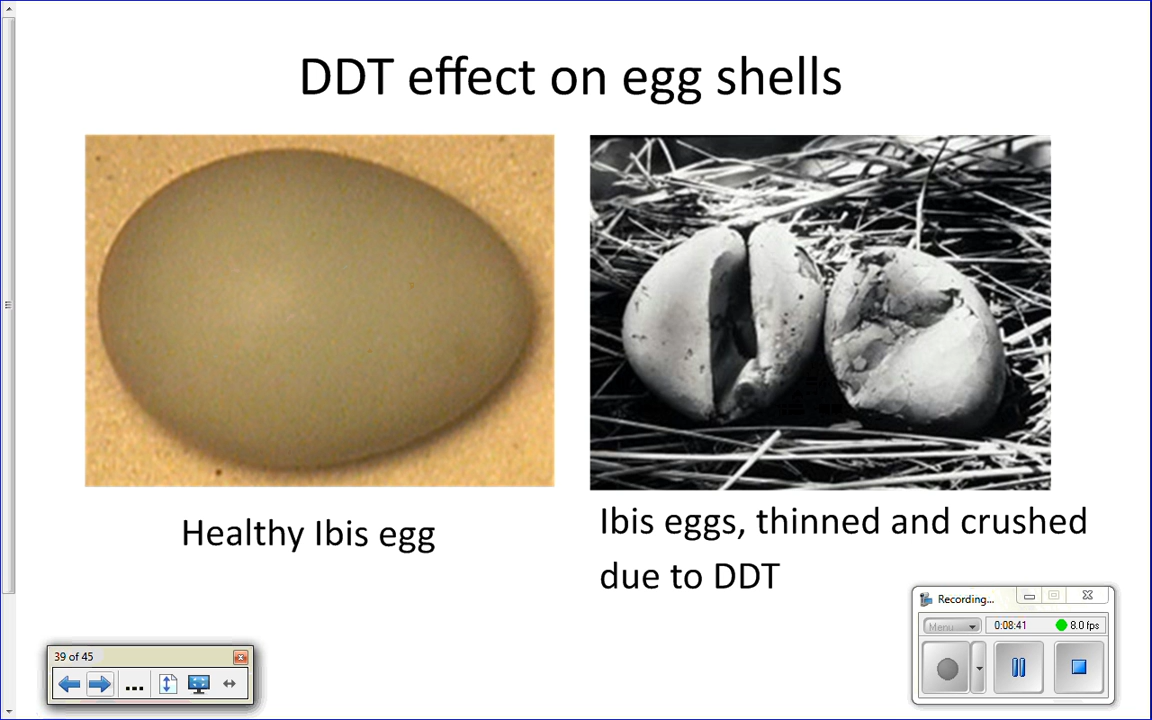 DDT effect on egg shells
Healthy Ibis egg
Ibis eggs, thinned and crushed
due to DDT
Recording...
Menu
0:08:41
8.0 fps
39 of 45
...